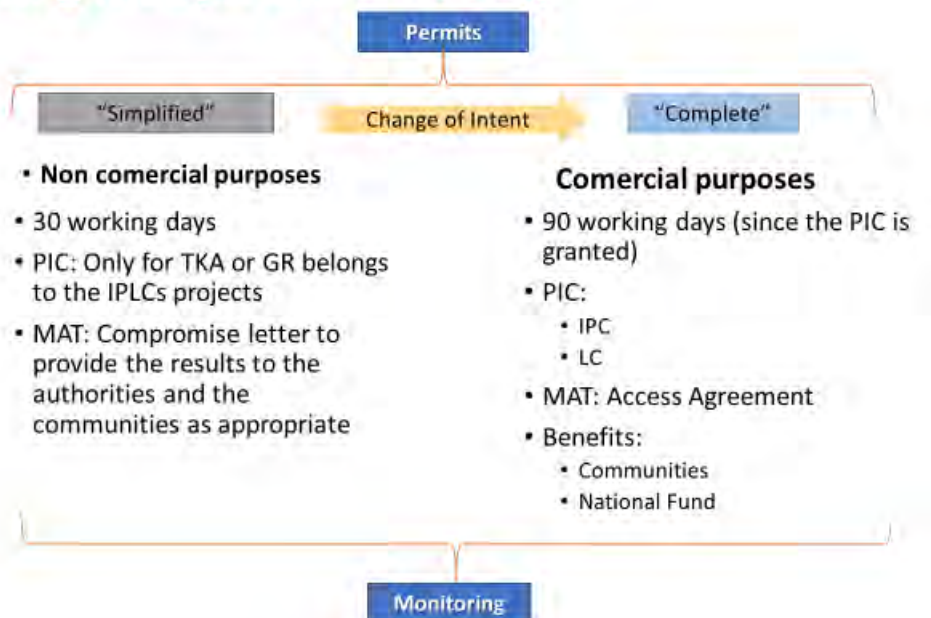 Permits
"Simplified"
Change of Intent
"Complete"
• Non comercial purposes
• 30 working days
• PIC: Only for TKA or GR belongs
to the IPLCs projects
• MAT: Compromise letter to
provide the results to the
authorities and the
communities as appropriate
Comercial purposes
• 90 working days (since the PIC is
granted)
• PIC:
• IPC
• LC
• MAT: Access Agreement
• Benefits:
• Communities
• National Fund
Monitoring